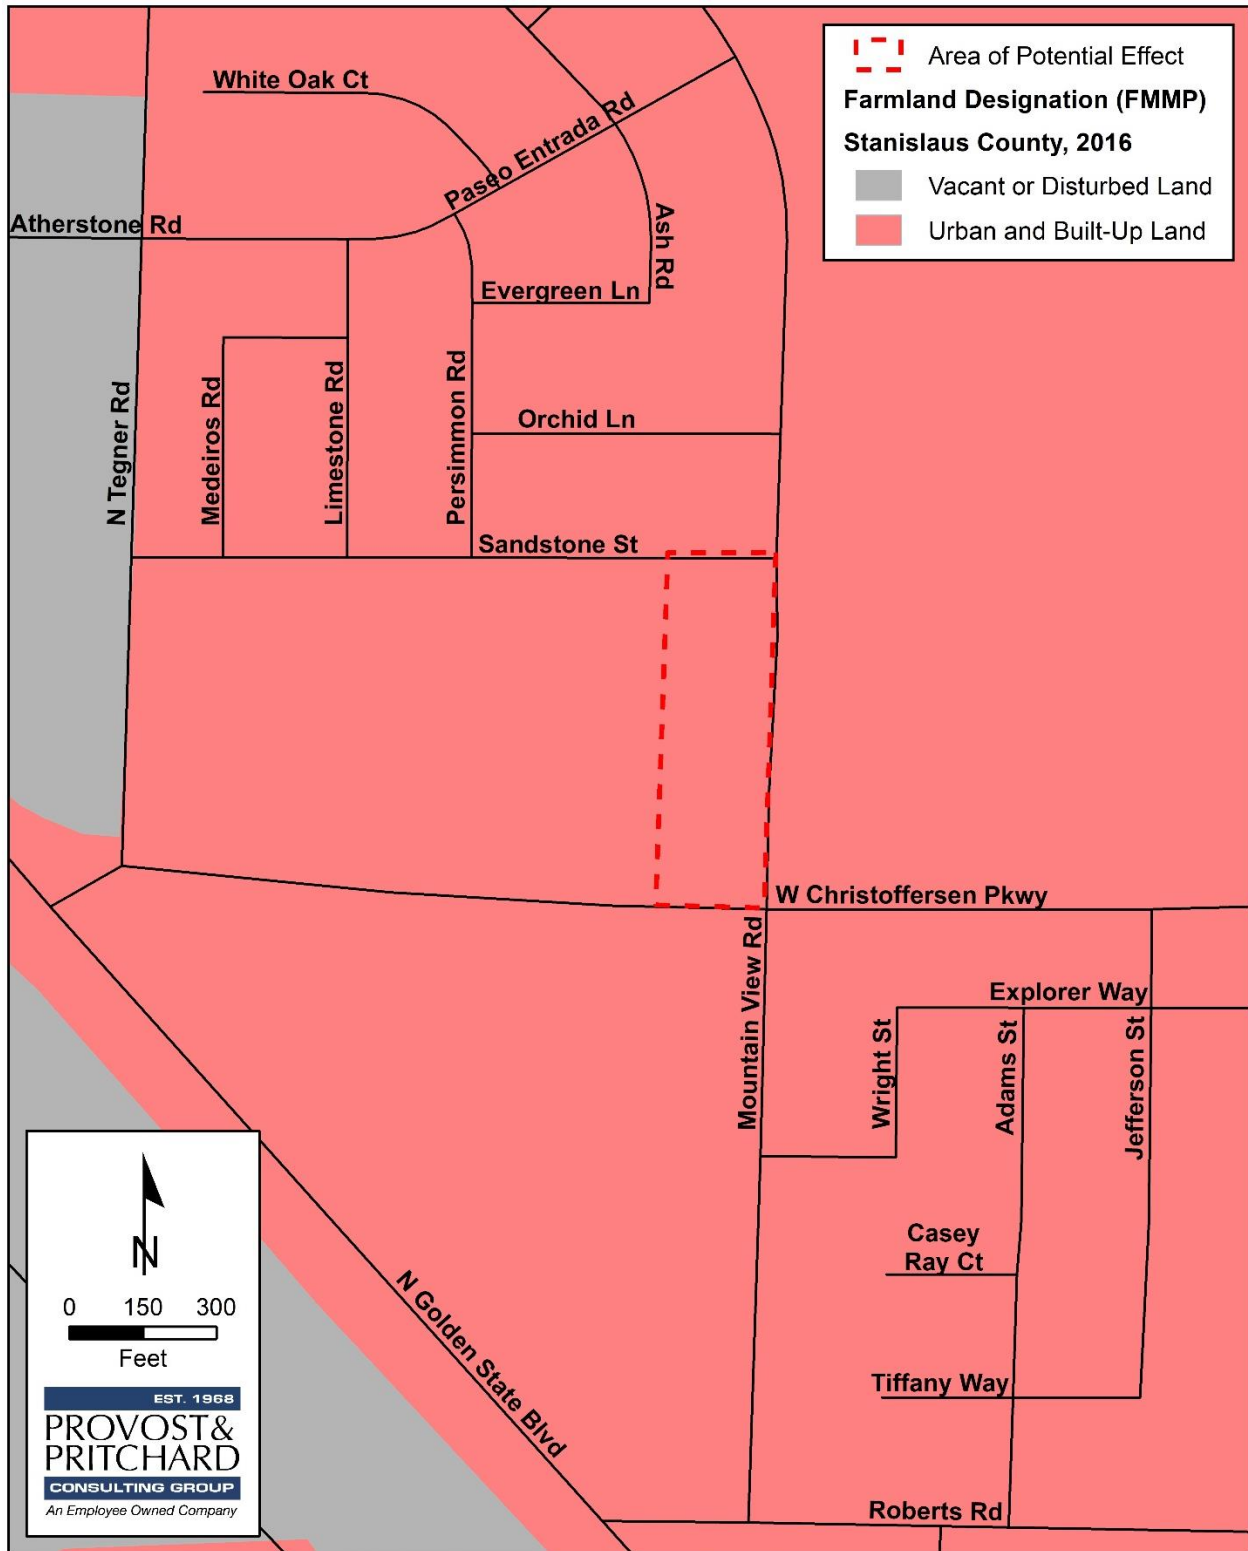 Area of Potential Effect
Farmland Designation (FMMP)
Stanislaus County, 2016
Vacant or Disturbed Land
Urban and Built-Up Land
White Oak Ct
Paseo Entrada Rd
Atherstone Rd
Ash Rd
Evergreen Ln
N Tegner Rd
Medeiros Rd
Limestone Rd
Persimmon Rd
Orchid Ln
Sandstone St
W Christoffersen Pkwy
Mountain View Rd
Explorer Way
Wright St
Adams St
Jefferson St
Casey
Ray Ct
N Golden State Blvd
Tiffany Way
Roberts Rd
N
0 150 300
Feet
EST. 1968
PROVOST&
PRITCHARD
CONSULTING GROUP
An Employee Owned Company